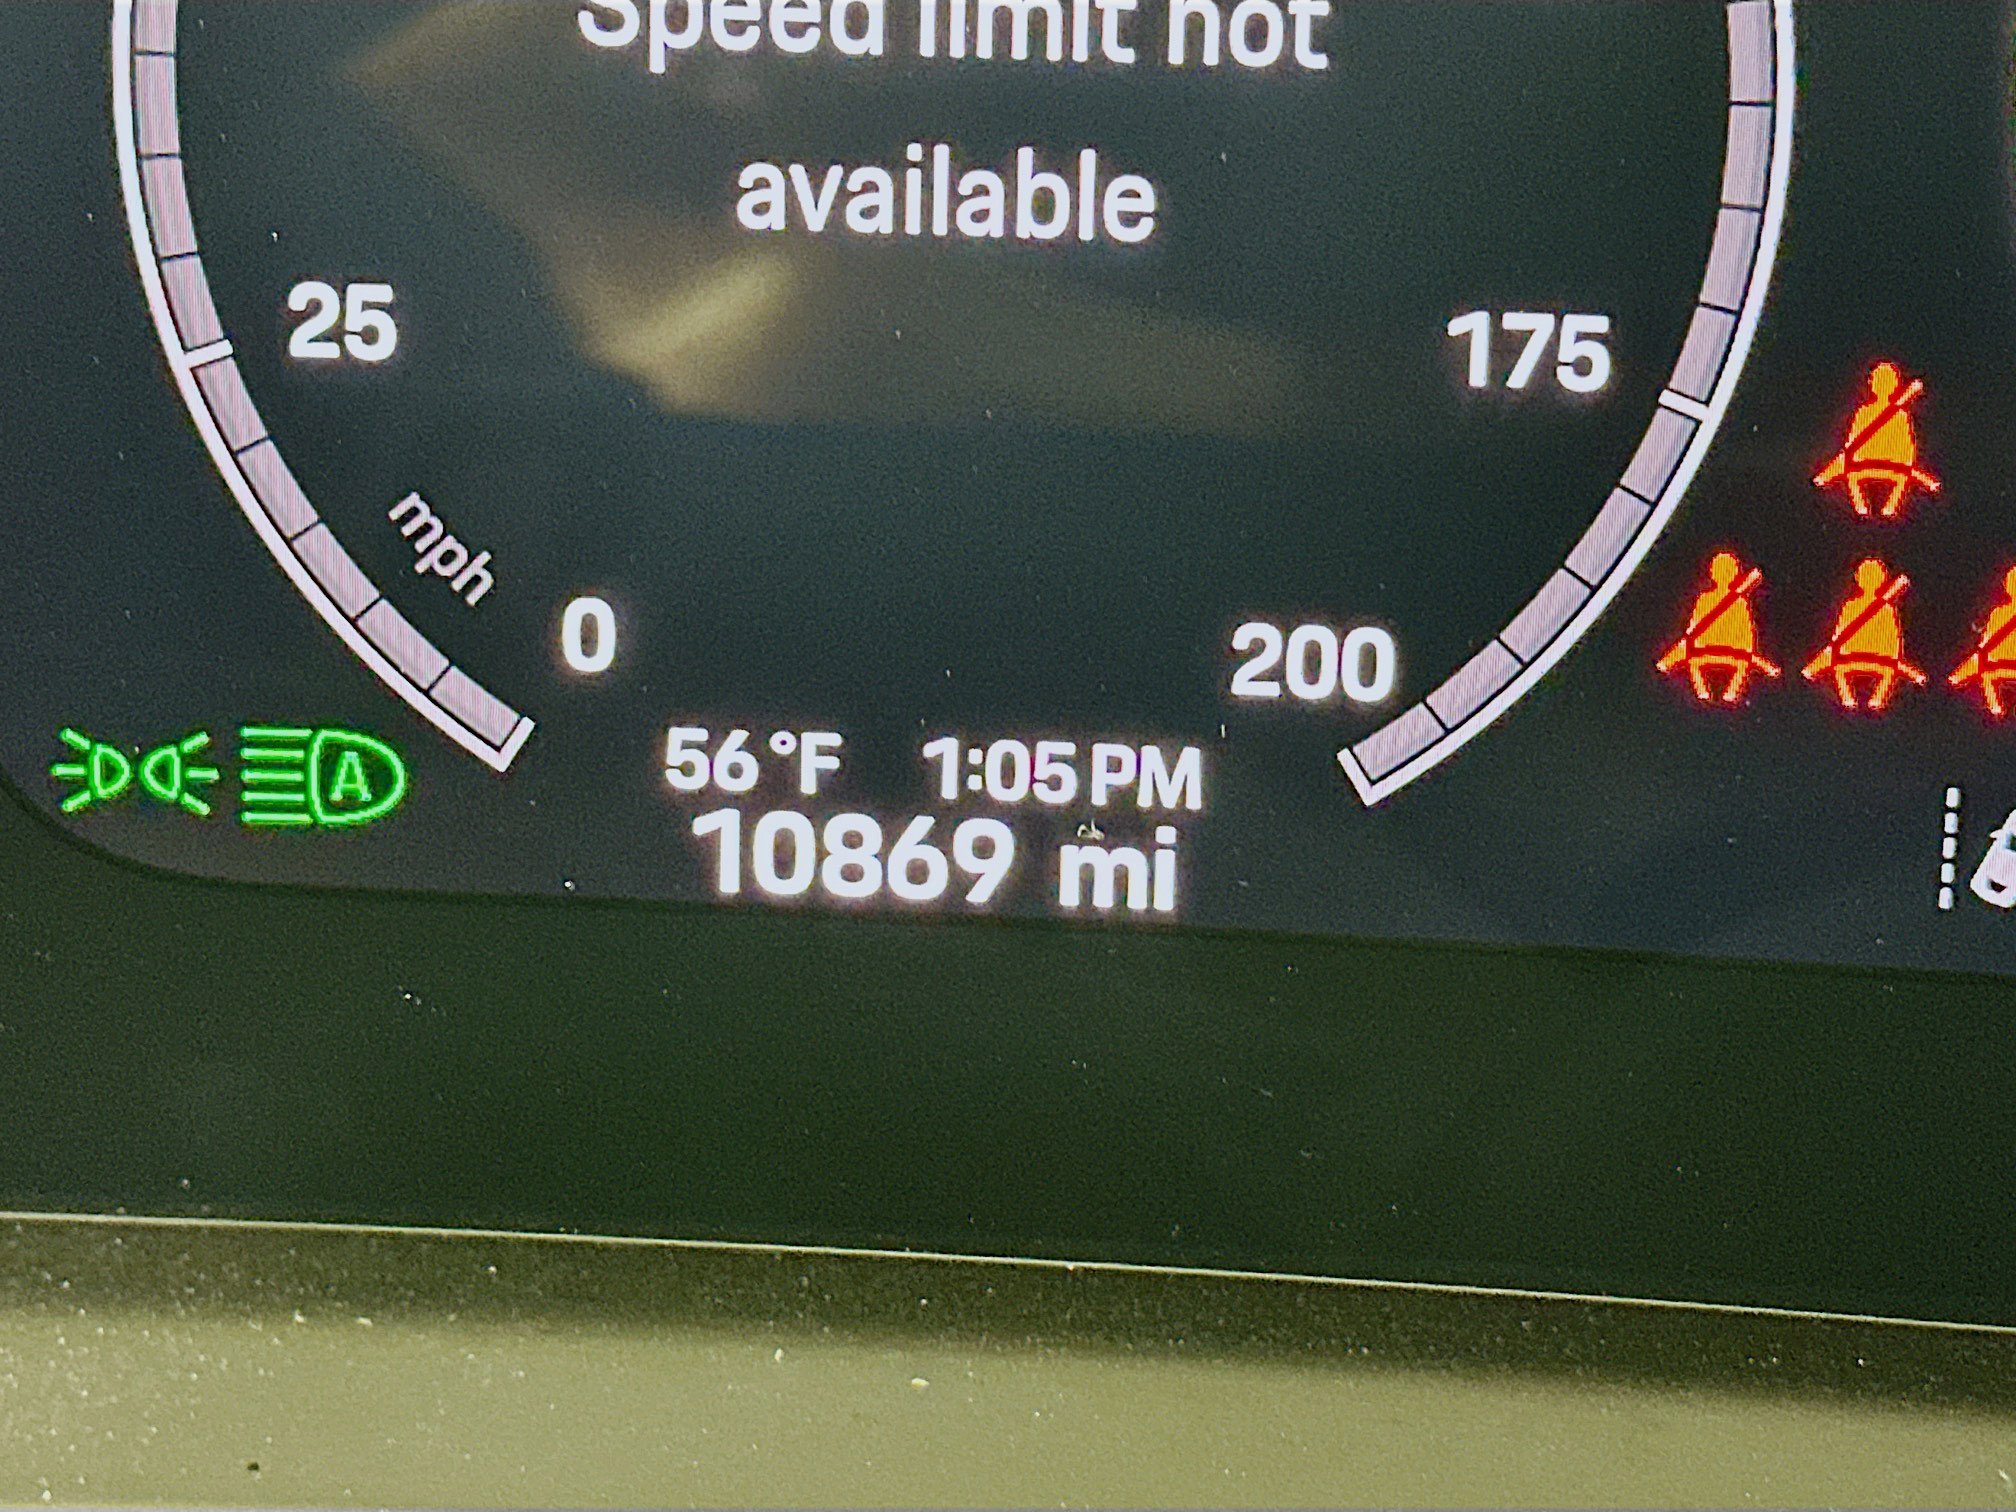 Speed limit not
available
25
175
mph
0
200
A
56°F 1:05 PM
10869 mi